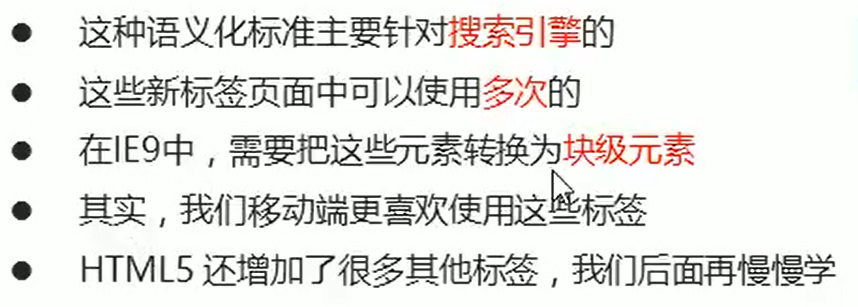 ● 这种语义化标准主要针对搜索引擎的
● 这些新标签页面中可以使用多次的
● 在IE9中，需要把这些元素转换为块级元素
● 其实，我们移动端更喜欢使用这些标签
● HTML5 还增加了很多其他标签，我们后面再慢慢学